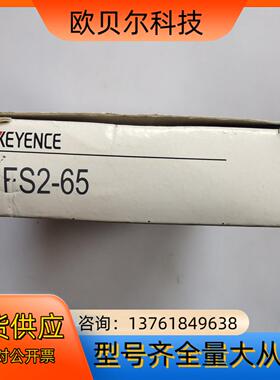 欧贝尔科技
KEYENCE
FS2-65
货供应
对公开票
咨询：13761849638
型号齐全量大从